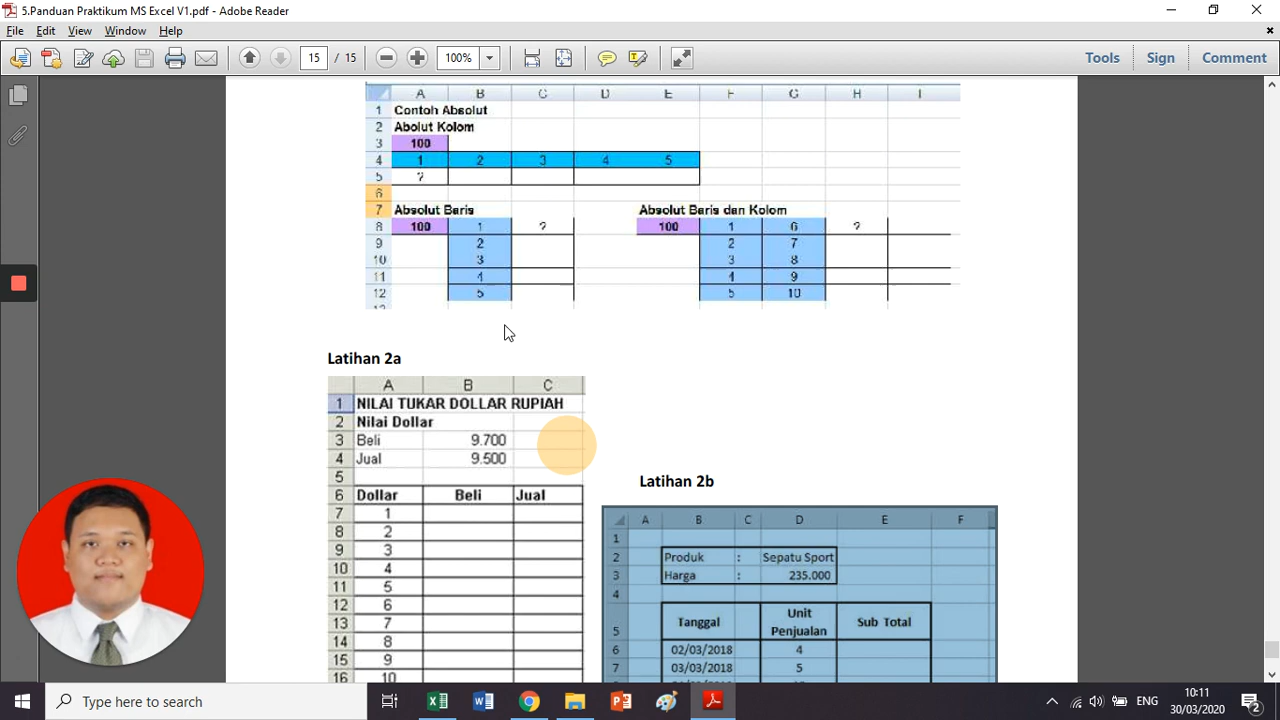 5.Panduan Praktikum MS Excel V1.pdf - Adobe Reader
File Edit View Window Help
15 / 15 100% Tools Sign Comment
A B C D E F G H I
1 Contoh Absolut
2 Abolut Kolom
3 100
4 1 2 3 4 5
5 ?
6
7 Absolut Baris Absolut Baris dan Kolom
8 100 1 ? 100 1 6 ?
9 2 2 7
10 3 3 8
11 4 4 9
12 5 5 10
Latihan 2a
A B C
1 NILAI TUKAR DOLLAR RUPIAH
2 Nilai Dollar
3 Beli 9.700
4 Jual 9.500
5
6 Dollar Beli Jual
7 1
8 2
9 3
10 4
11 5
12 6
13 7
14 8
15 9
16 10
Latihan 2b
A B C D E F
1
2 Produk : Sepatu Sport
3 Harga : 235.000
4
5 Tanggal Unit Penjualan Sub Total
6 02/03/2018 4
7 03/03/2018 5
Type here to search
ENG
10:11
30/03/2020
2